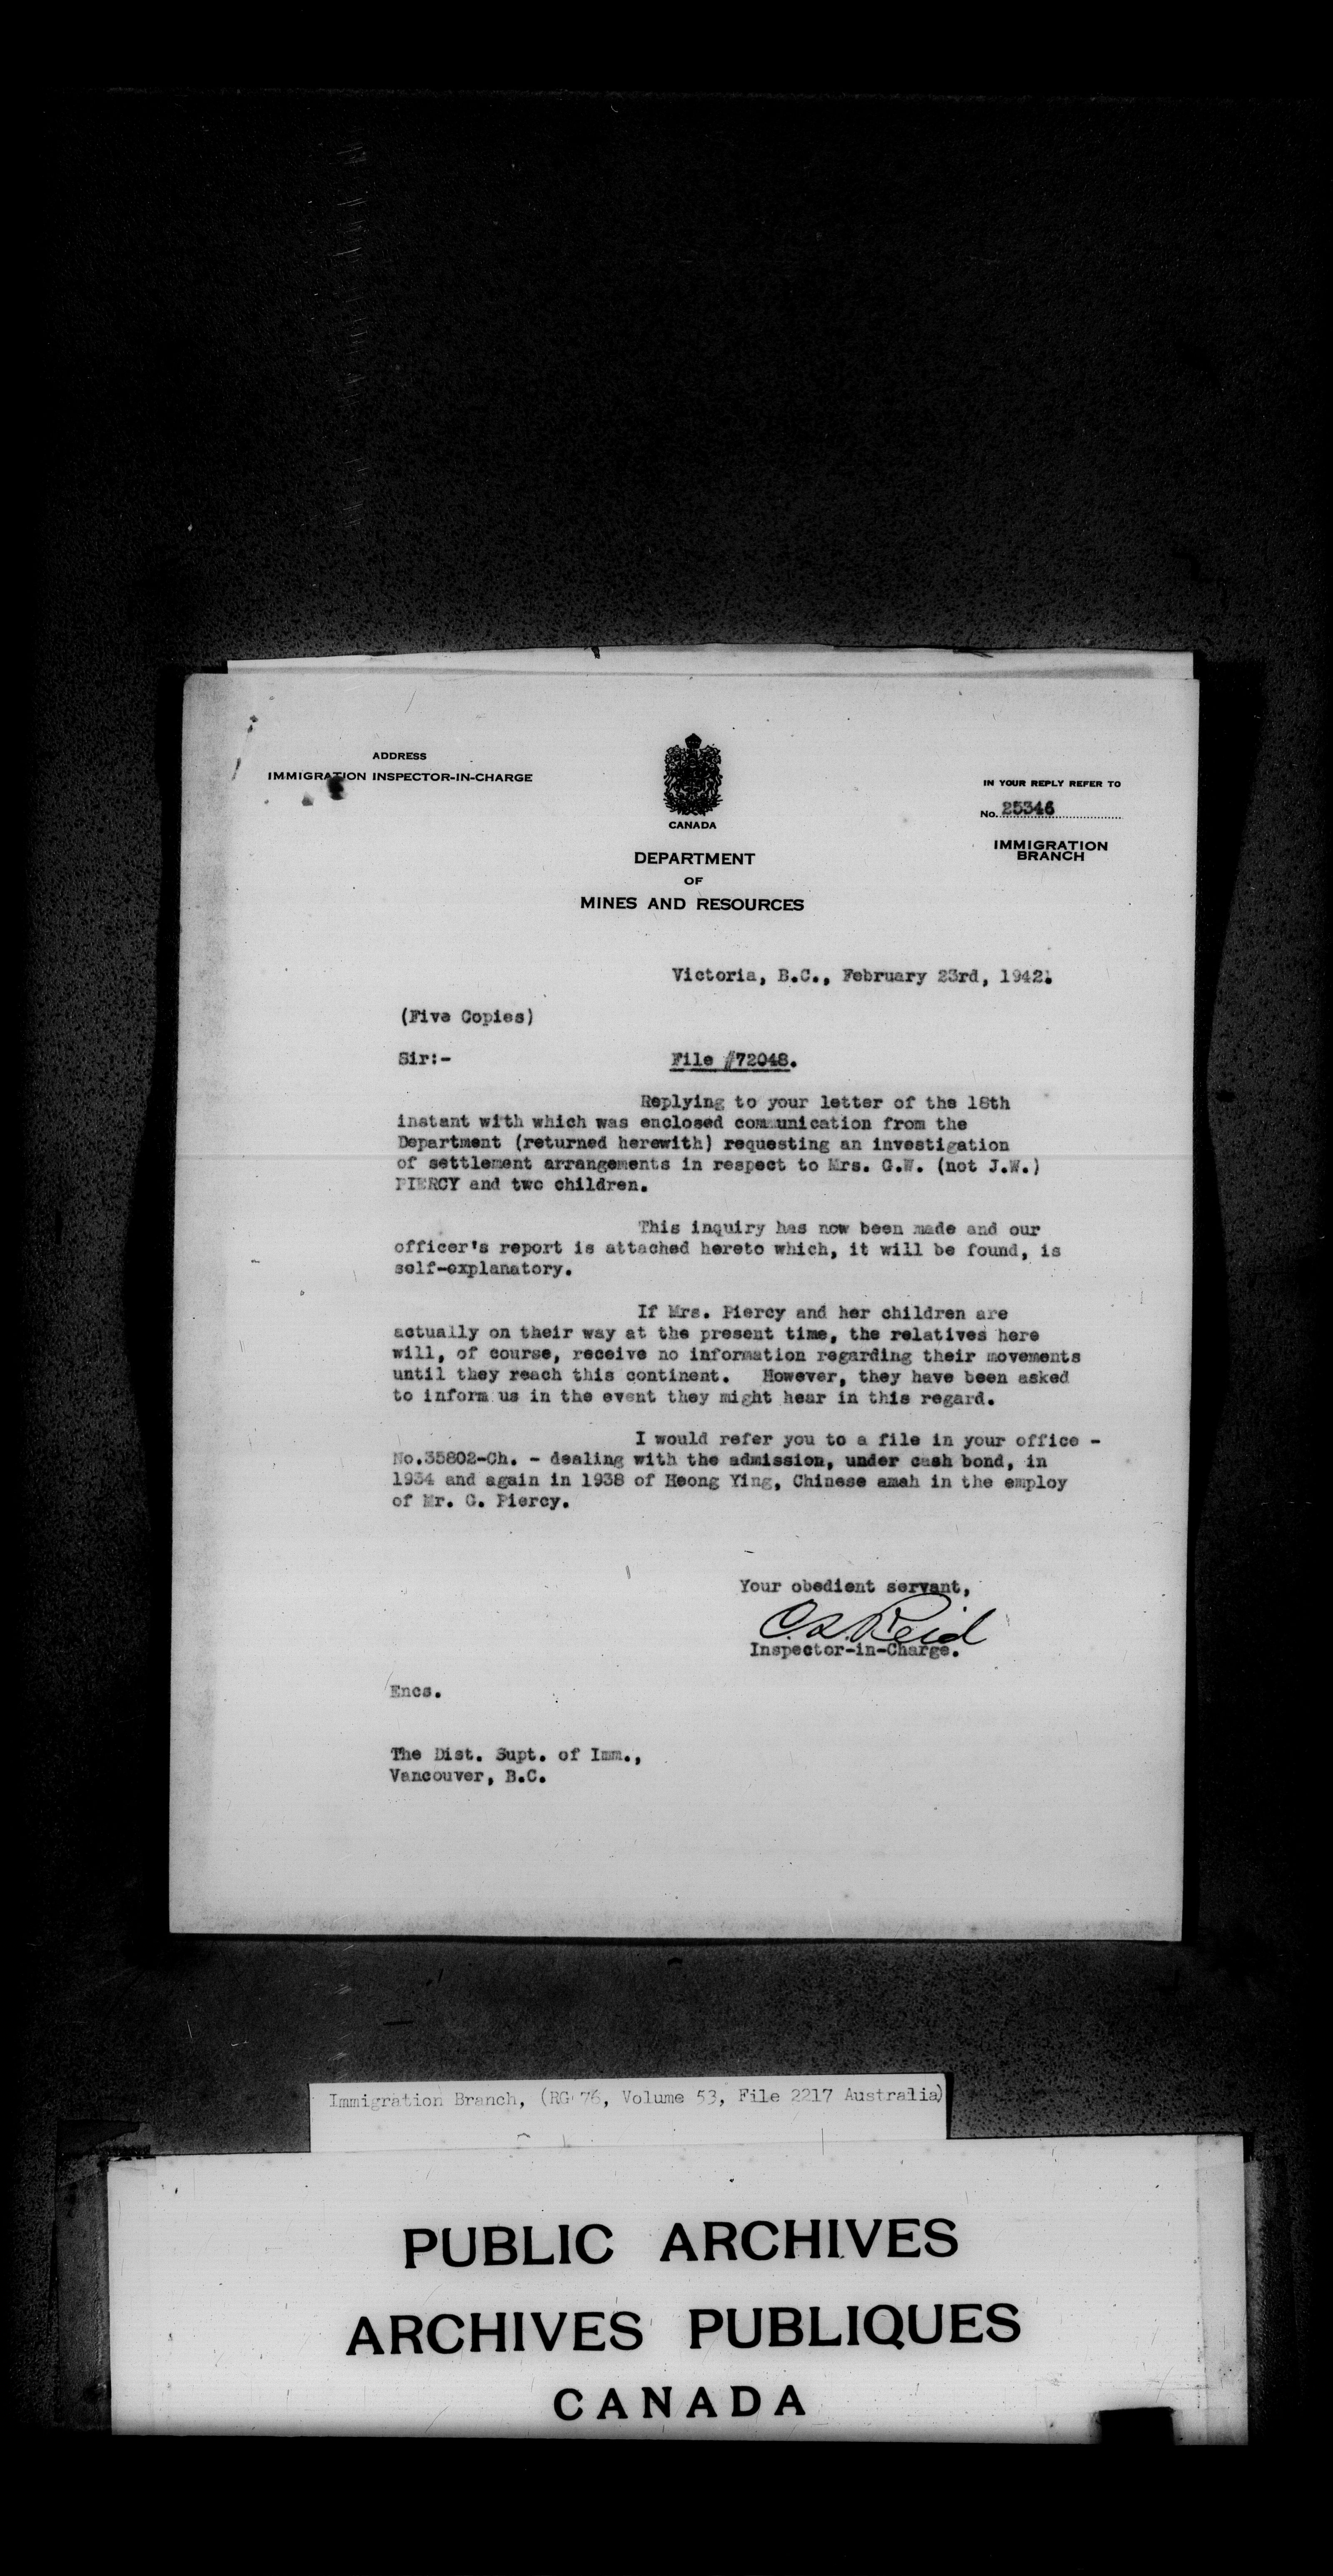 ADDRESS
IMMIGRATION INSPECTOR-IN-CHARGE
CANADA
DEPARTMENT
OF
MINES AND RESOURCES
IN YOUR REPLY REFER TO
No. 25346
IMMIGRATION
BRANCH
Victoria, B.C., February 23rd, 1942.
(Five Copies)
Sir:- File #72048.
Replying to your letter of the 18th
instant with which was enclosed communication from the
Department (returned herewith) requesting an investigation
of settlement arrangements in respect to Mrs. G.W. (not J.W.)
PIERCY and two children.
This inquiry has now been made and our
officer's report is attached hereto which, it will be found, is
self-explanatory.
If Mrs. Piercy and her children are
actually on their way at the present time, the relatives here
will, of course, receive no information regarding their movements
until they reach this continent. However, they have been asked
to inform us in the event they might hear in this regard.
I would refer you to a file in your office -
No.35802-Ch. - dealing with the admission, under cash bond, in
1934 and again in 1938 of Heong Ying, Chinese amah in the employ
of Mr. G. Piercy.
Your obedient servant,
Reid
Inspector-in-Charge.
Encs.
The Dist. Supt. of Imm.,
Vancouver, B.C.
Immigration Branch, (RG 76, Volume 53, File 2217 Australia)
PUBLIC ARCHIVES
ARCHIVES PUBLIQUES
CANADA